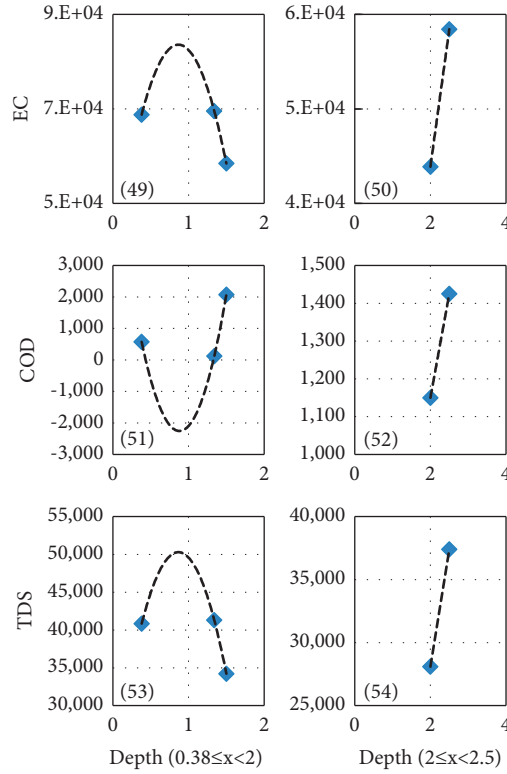 9.E+04
7.E+04
5.E+04
EC
(49)
0 1 2
6.E+04
5.E+04
4.E+04
(50)
0 2 4
3,000
2,000
1,000
0
-1,000
-2,000
-3,000
COD
(51)
0 1 2
1,500
1,400
1,300
1,200
1,100
1,000
(52)
0 2 4
55,000
50,000
45,000
40,000
35,000
30,000
TDS
(53)
0 1 2
Depth (0.38≤x<2)
40,000
35,000
30,000
25,000
(54)
0 2 4
Depth (2≤x<2.5)